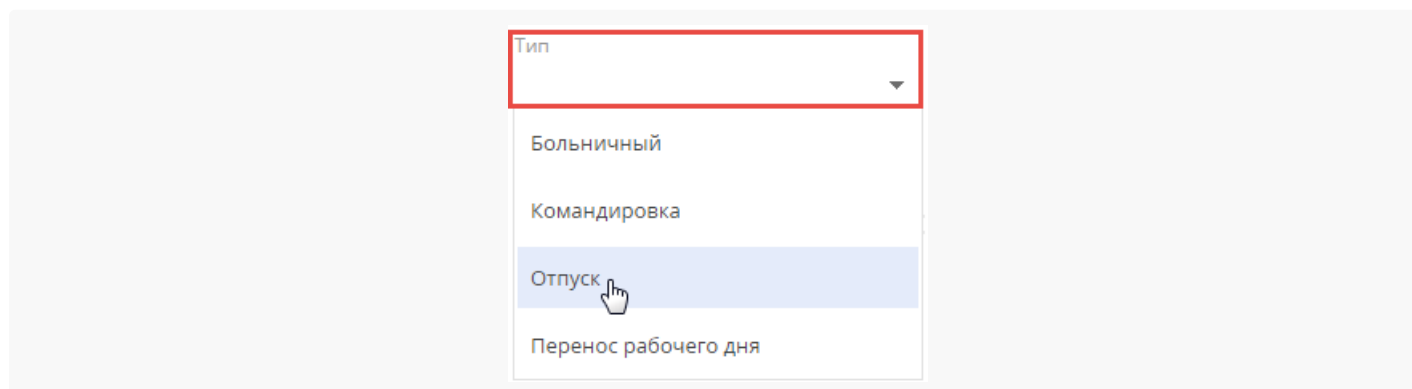 Тип
Больничный
Командировка
Отпуск
Перенос рабочего дня